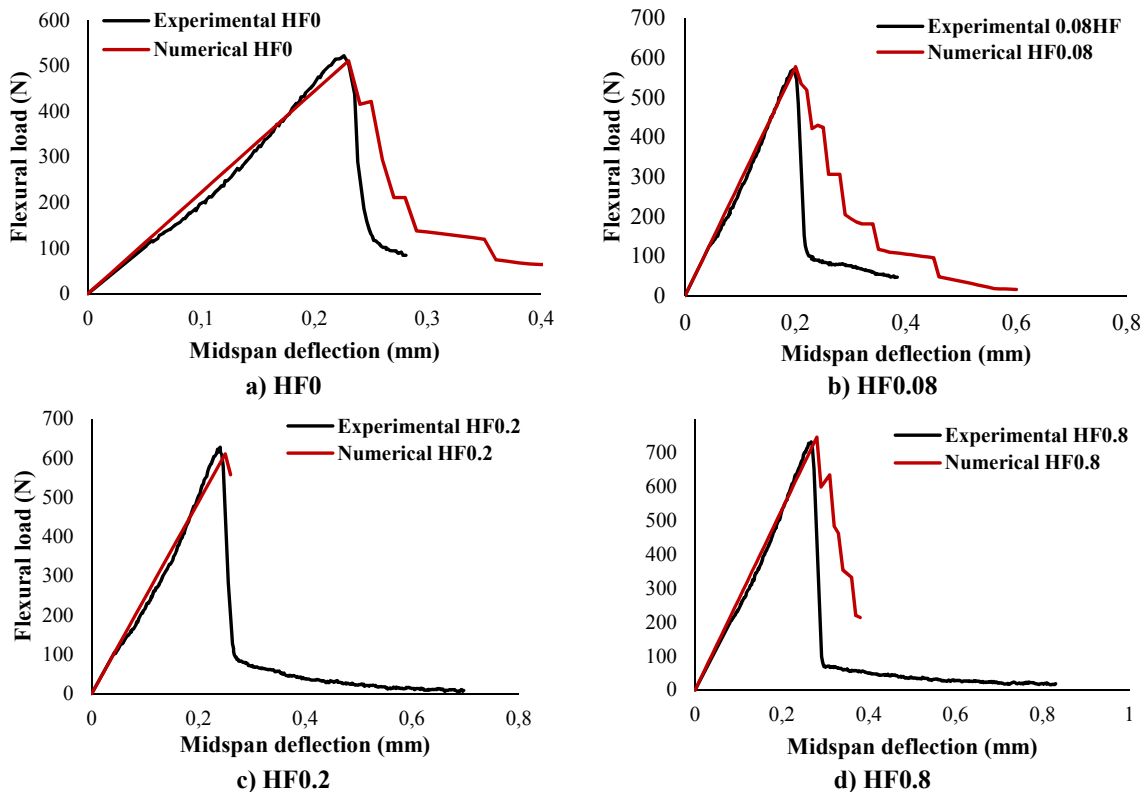 Experimental HF0
Numerical HF0
Flexural load (N)
600
500
400
300
200
100
0
0
0,1
0,2
0,3
0,4
Midspan deflection (mm)
a) HF0
Experimental 0.08HF
Numerical HF0.08
Flexural load (N)
700
600
500
400
300
200
100
0
0
0,2
0,4
0,6
0,8
Midspan deflection (mm)
b) HF0.08
Experimental HF0.2
Numerical HF0.2
Flexural load (N)
700
600
500
400
300
200
100
0
0
0,2
0,4
0,6
0,8
Midspan deflection (mm)
c) HF0.2
Experimental HF0.8
Numerical HF0.8
Flexural load (N)
700
600
500
400
300
200
100
0
0
0,2
0,4
0,6
0,8
1
Midspan deflection (mm)
d) HF0.8